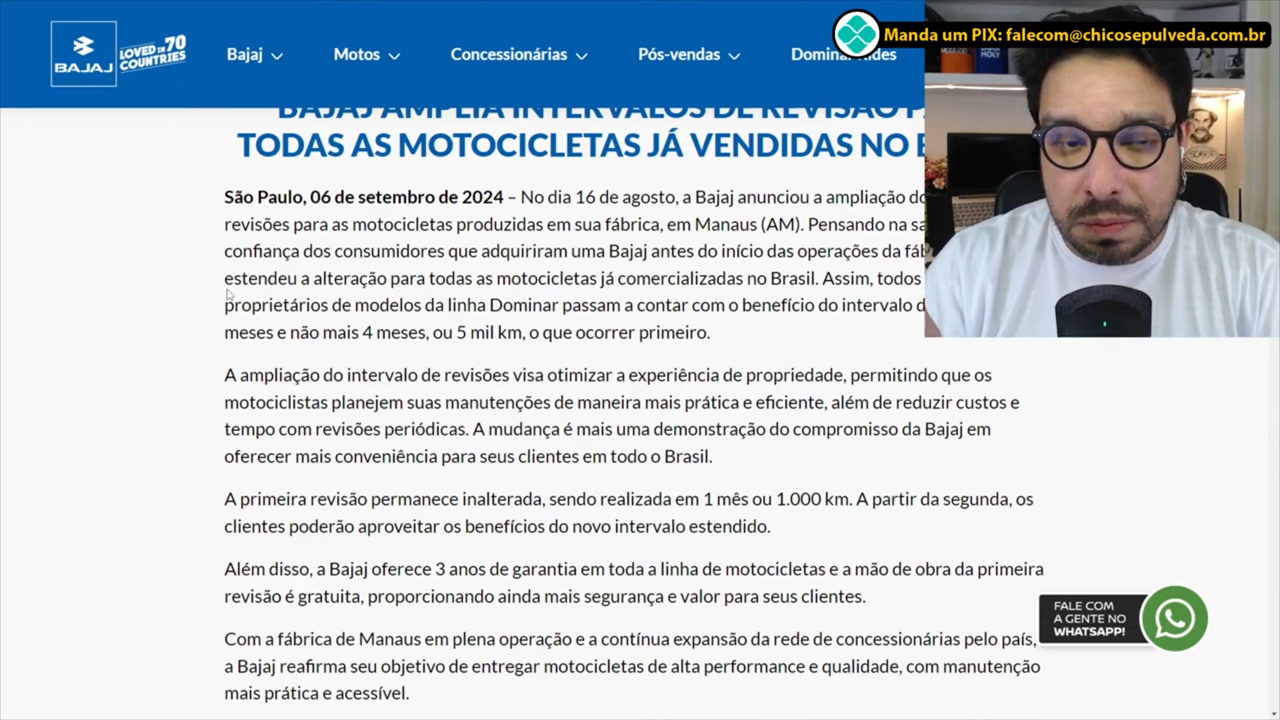 Manda um PIX: falecom@chicosepulveda.com.br
BAJAJ
LOVED IN 70
COUNTRIES
Bajaj
Motos
Concessionárias
Pós-vendas
Dominar Rides
BAJAJ AMPLIA INTERVALOS DE REVISÃO
TODAS AS MOTOCICLETAS JÁ VENDIDAS NO
São Paulo, 06 de setembro de 2024 – No dia 16 de agosto, a Bajaj anunciou a ampliação
revisões para as motocicletas produzidas em sua fábrica, em Manaus (AM). Pensando na
confiança dos consumidores que adquiriram uma Bajaj antes do início das operações da
estendeu a alteração para todas as motocicletas já comercializadas no Brasil. Assim, todos
proprietários de modelos da linha Dominar passam a contar com o benefício do intervalo
meses e não mais 4 meses, ou 5 mil km, o que ocorrer primeiro.
A ampliação do intervalo de revisões visa otimizar a experiência de propriedade, permitindo que os
motociclistas planejem suas manutenções de maneira mais prática e eficiente, além de reduzir custos e
tempo com revisões periódicas. A mudança é mais uma demonstração do compromisso da Bajaj em
oferecer mais conveniência para seus clientes em todo o Brasil.
A primeira revisão permanece inalterada, sendo realizada em 1 mês ou 1.000 km. A partir da segunda, os
clientes poderão aproveitar os benefícios do novo intervalo estendido.
Além disso, a Bajaj oferece 3 anos de garantia em toda a linha de motocicletas e a mão de obra da primeira
revisão é gratuita, proporcionando ainda mais segurança e valor para seus clientes.
FALE COM
A GENTE NO
WHATSAPP!
Com a fábrica de Manaus em plena operação e a contínua expansão da rede de concessionárias pelo país,
a Bajaj reafirma seu objetivo de entregar motocicletas de alta performance e qualidade, com manutenção
mais prática e acessível.